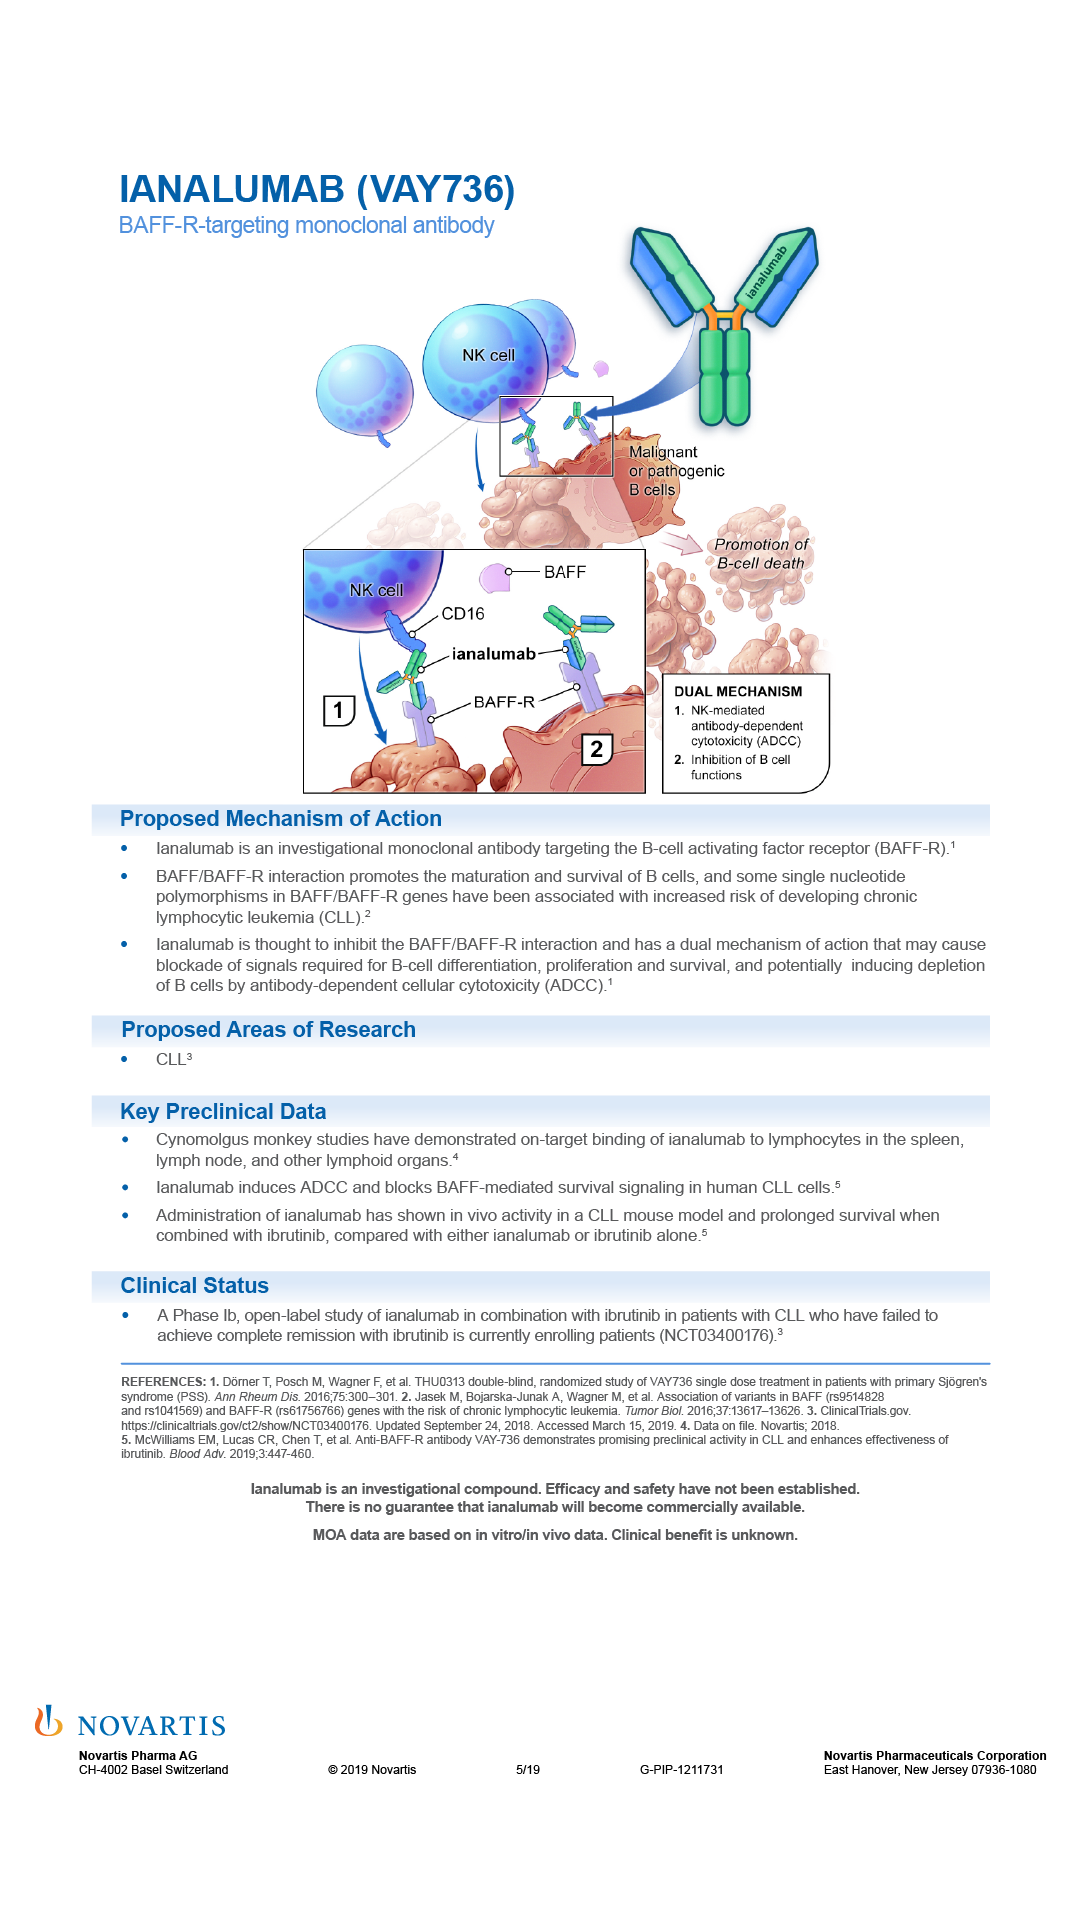 IANALUMAB (VAY736)
BAFF-R-targeting monoclonal antibody
ianalumab
NK cell
Malignant
or pathogenic
B cells
Promotion of
B-cell death
NK cell
BAFF
CD16
ianalumab
BAFF-R
1
2
DUAL MECHANISM
1. NK-mediated
antibody-dependent
cytotoxicity (ADCC)
2. Inhibition of B cell
functions
Proposed Mechanism of Action
• Ianalumab is an investigational monoclonal antibody targeting the B-cell activating factor receptor (BAFF-R).¹
• BAFF/BAFF-R interaction promotes the maturation and survival of B cells, and some single nucleotide
polymorphisms in BAFF/BAFF-R genes have been associated with increased risk of developing chronic
lymphocytic leukemia (CLL).²
• Ianalumab is thought to inhibit the BAFF/BAFF-R interaction and has a dual mechanism of action that may cause
blockade of signals required for B-cell differentiation, proliferation and survival, and potentially inducing depletion
of B cells by antibody-dependent cellular cytotoxicity (ADCC).¹
Proposed Areas of Research
• CLL³
Key Preclinical Data
• Cynomolgus monkey studies have demonstrated on-target binding of ianalumab to lymphocytes in the spleen,
lymph node, and other lymphoid organs.⁴
• Ianalumab induces ADCC and blocks BAFF-mediated survival signaling in human CLL cells.⁵
• Administration of ianalumab has shown in vivo activity in a CLL mouse model and prolonged survival when
combined with ibrutinib, compared with either ianalumab or ibrutinib alone.⁵
Clinical Status
• A Phase Ib, open-label study of ianalumab in combination with ibrutinib in patients with CLL who have failed to
achieve complete remission with ibrutinib is currently enrolling patients (NCT03400176).³
REFERENCES: 1. Dörner T, Posch M, Wagner F, et al. THU0313 double-blind, randomized study of VAY736 single dose treatment in patients with primary Sjögren's
syndrome (PSS). Ann Rheum Dis. 2016;75:300–301. 2. Jasek M, Bojarska-Junak A, Wagner M, et al. Association of variants in BAFF (rs9514828
and rs1041569) and BAFF-R (rs61756766) genes with the risk of chronic lymphocytic leukemia. Tumor Biol. 2016;37:13617–13626. 3. ClinicalTrials.gov.
https://clinicaltrials.gov/ct2/show/NCT03400176. Updated September 24, 2018. Accessed March 15, 2019. 4. Data on file. Novartis; 2018.
5. McWilliams EM, Lucas CR, Chen T, et al. Anti-BAFF-R antibody VAY-736 demonstrates promising preclinical activity in CLL and enhances effectiveness of
ibrutinib. Blood Adv. 2019;3:447-460.
Ianalumab is an investigational compound. Efficacy and safety have not been established.
There is no guarantee that ianalumab will become commercially available.
MOA data are based on in vitro/in vivo data. Clinical benefit is unknown.
NOVARTIS
Novartis Pharma AG
CH-4002 Basel Switzerland
© 2019 Novartis
5/19
G-PIP-1211731
Novartis Pharmaceuticals Corporation
East Hanover, New Jersey 07936-1080